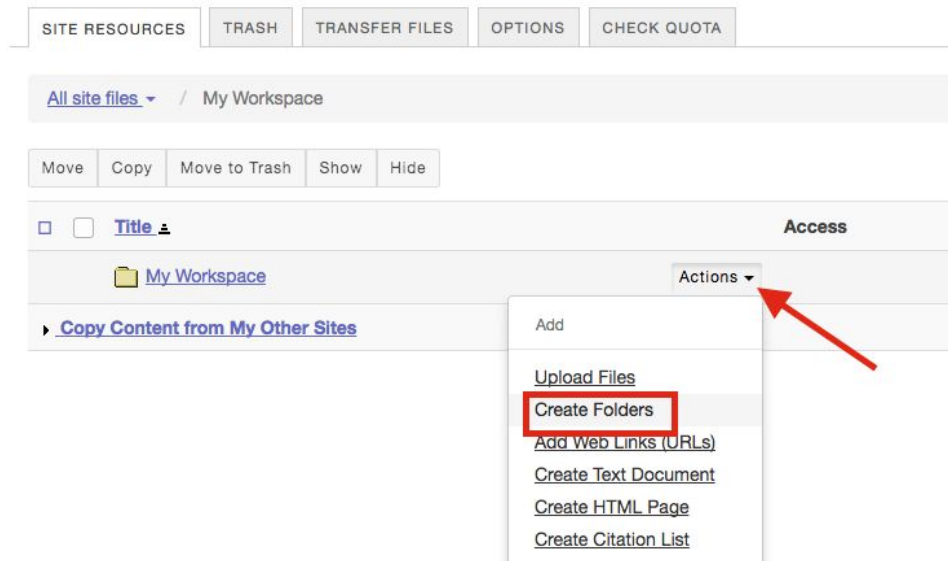 SITE RESOURCES TRASH TRANSFER FILES OPTIONS CHECK QUOTA
All site files / My Workspace
Move Copy Move to Trash Show Hide
Title Access
My Workspace Actions
Copy Content from My Other Sites
Add
Upload Files
Create Folders
Add Web Links (URLs)
Create Text Document
Create HTML Page
Create Citation List